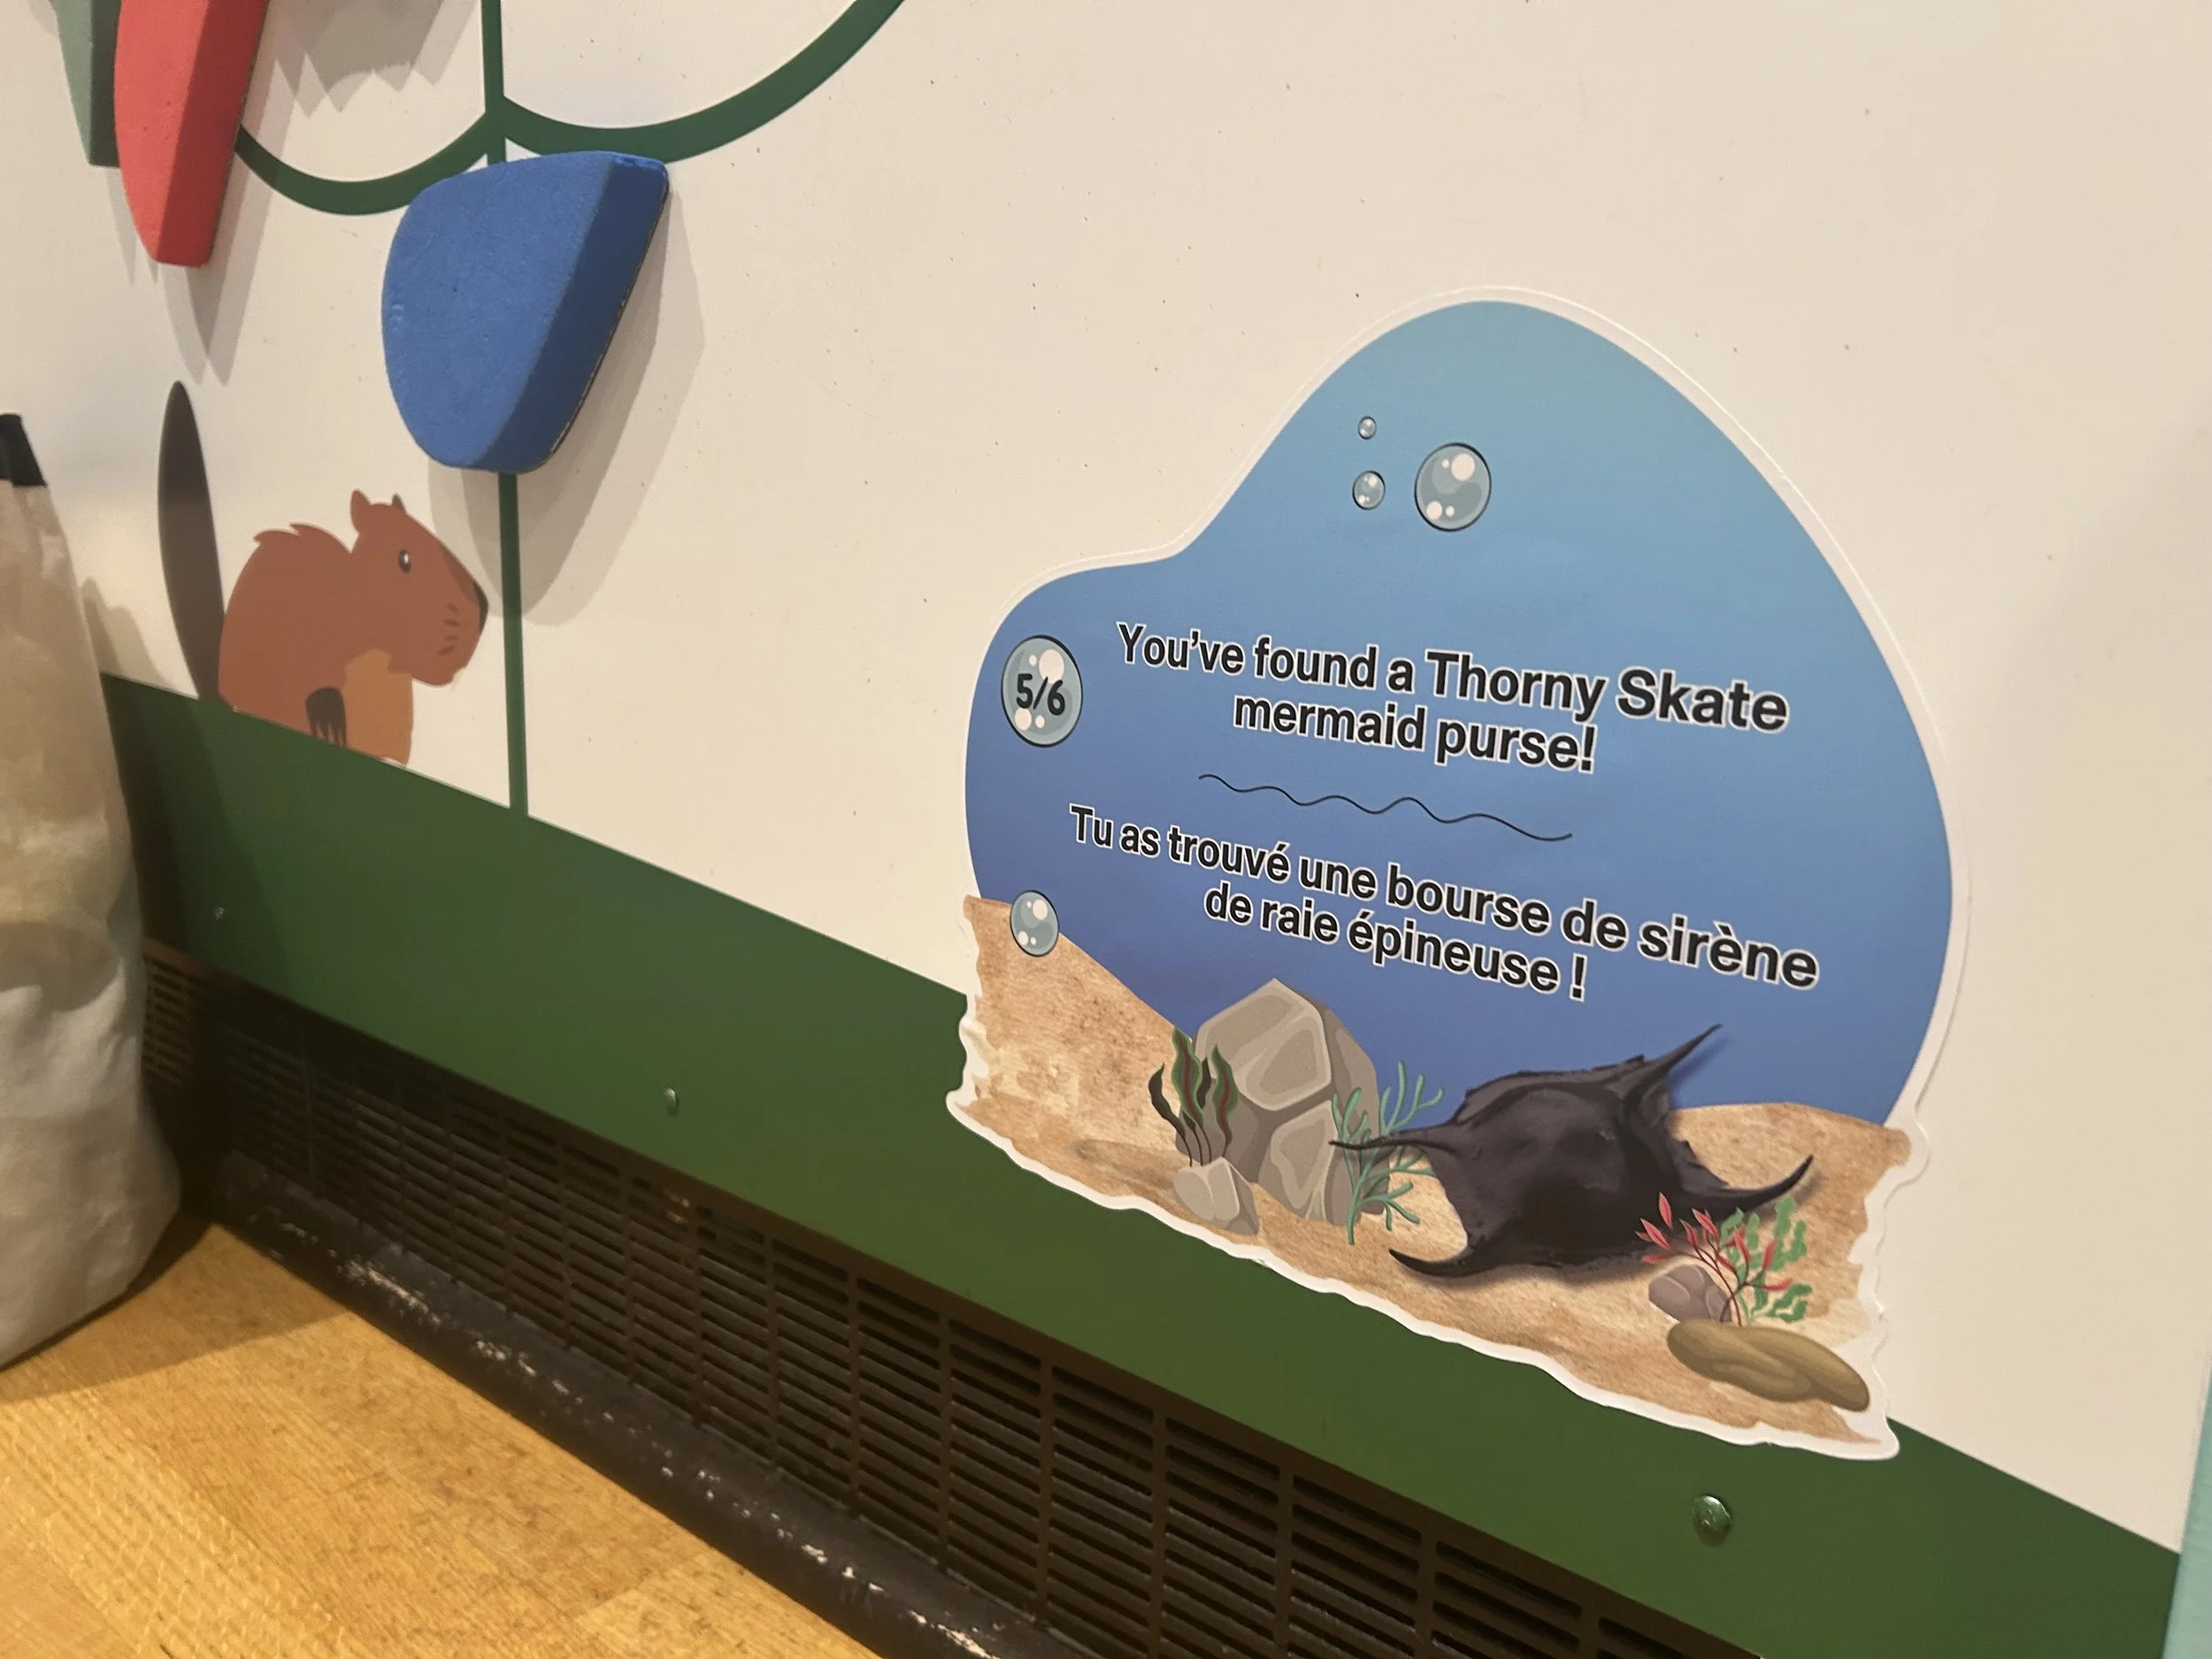 5/6
You've found a Thorny Skate
mermaid purse!
Tu as trouvé une bourse de sirène
de raie épineuse !